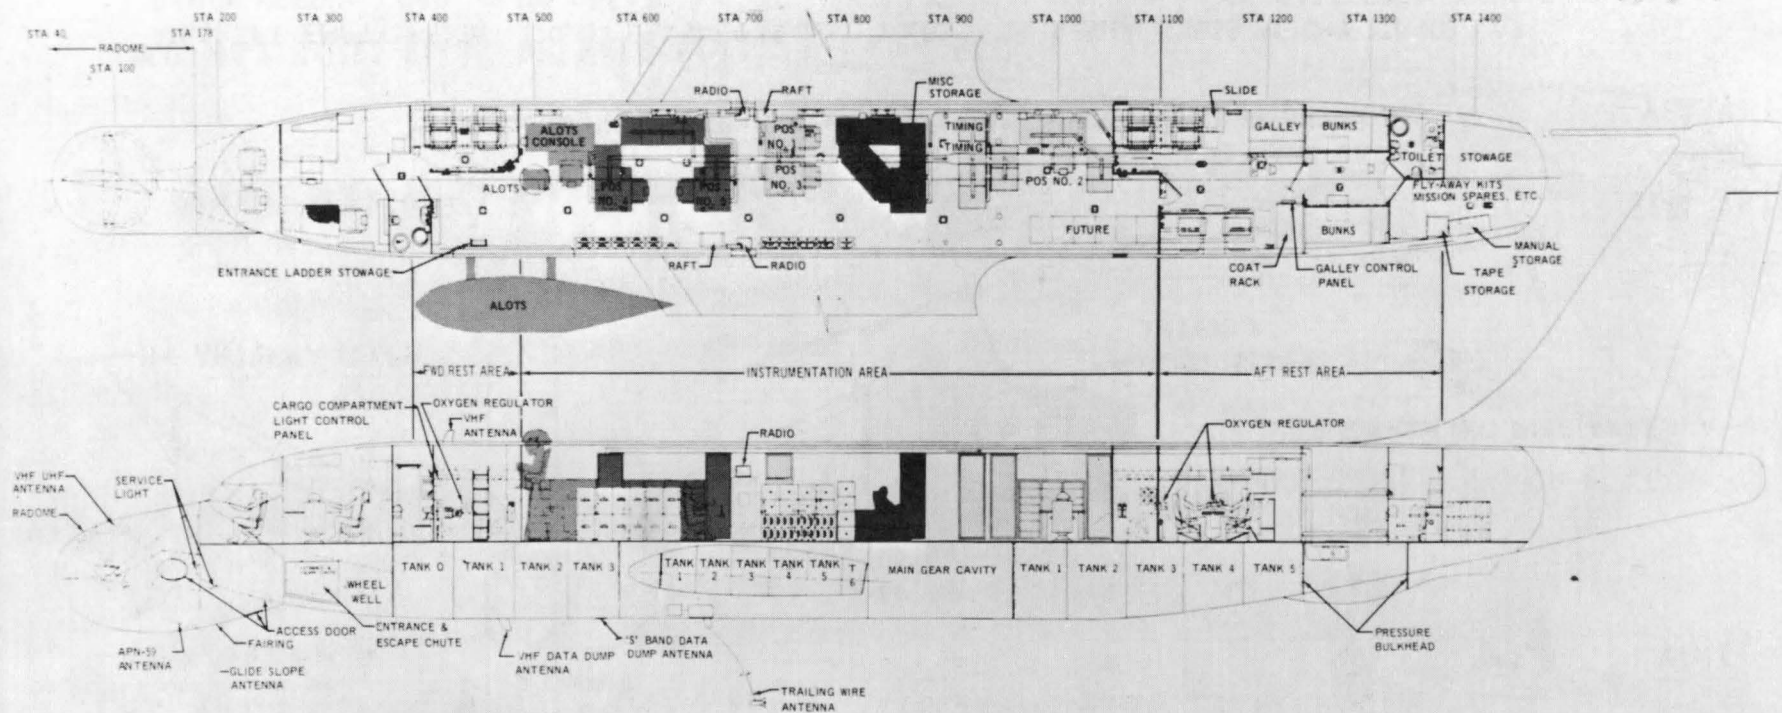 STA 200
STA 300
STA 400
STA 500
STA 600
STA 700
STA 800
STA 900
STA 1000
STA 1100
STA 1200
STA 1300
STA 1400
STA 40
STA 178
RADOME
STA 100
RADIO
RAFT
MISC
STORAGE
SLIDE
ALOTS
CONSOLE
POS
NO. 1
TIMING
TIMING
GALLEY
BUNKS
TOILET
STOWAGE
ALOTS
POS
NO. 4
POS
NO. 5
POS
NO. 3
POS NO. 2
FLY-AWAY KITS
MISSION SPARES, ETC.
FUTURE
BUNKS
ENTRANCE LADDER STOWAGE
RAFT
RADIO
COAT
RACK
GALLEY CONTROL
PANEL
MANUAL
STORAGE
TAPE
STORAGE
ALOTS
FWD REST AREA
INSTRUMENTATION AREA
AFT REST AREA
CARGO COMPARTMENT
LIGHT CONTROL
PANEL
OXYGEN REGULATOR
VHF
ANTENNA
RADIO
OXYGEN REGULATOR
VHF UHF
ANTENNA
SERVICE
LIGHT
RADOME
TANK 0
TANK 1
TANK 2
TANK 3
TANK
1
TANK
2
TANK
3
TANK
4
TANK
5
T
6
MAIN GEAR CAVITY
TANK 1
TANK 2
TANK 3
TANK 4
TANK 5
WHEEL
WELL
ACCESS DOOR
FAIRING
ENTRANCE &
ESCAPE CHUTE
APN-59
ANTENNA
GLIDE SLOPE
ANTENNA
VHF DATA DUMP
ANTENNA
'S' BAND DATA
DUMP ANTENNA
TRAILING WIRE
ANTENNA
PRESSURE
BULKHEAD